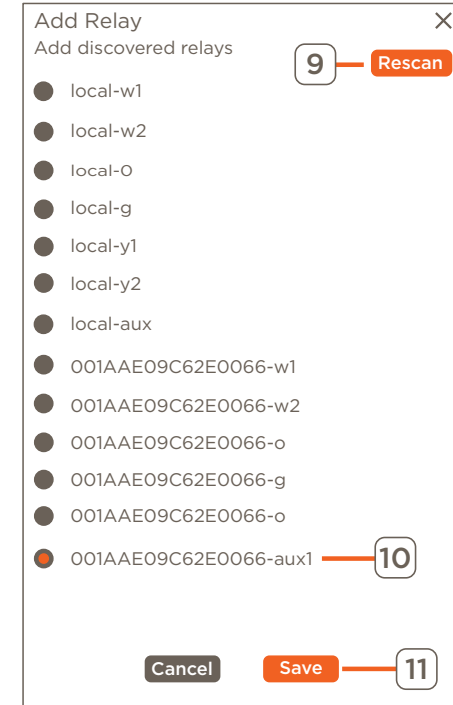 Add Relay
Add discovered relays
9
Rescan
local-w1
local-w2
local-O
local-g
local-y1
local-y2
local-aux
001AAE09C62E0066-w1
001AAE09C62E0066-w2
001AAE09C62E0066-o
001AAE09C62E0066-g
001AAE09C62E0066-o
001AAE09C62E0066-aux1
10
Cancel
Save
11